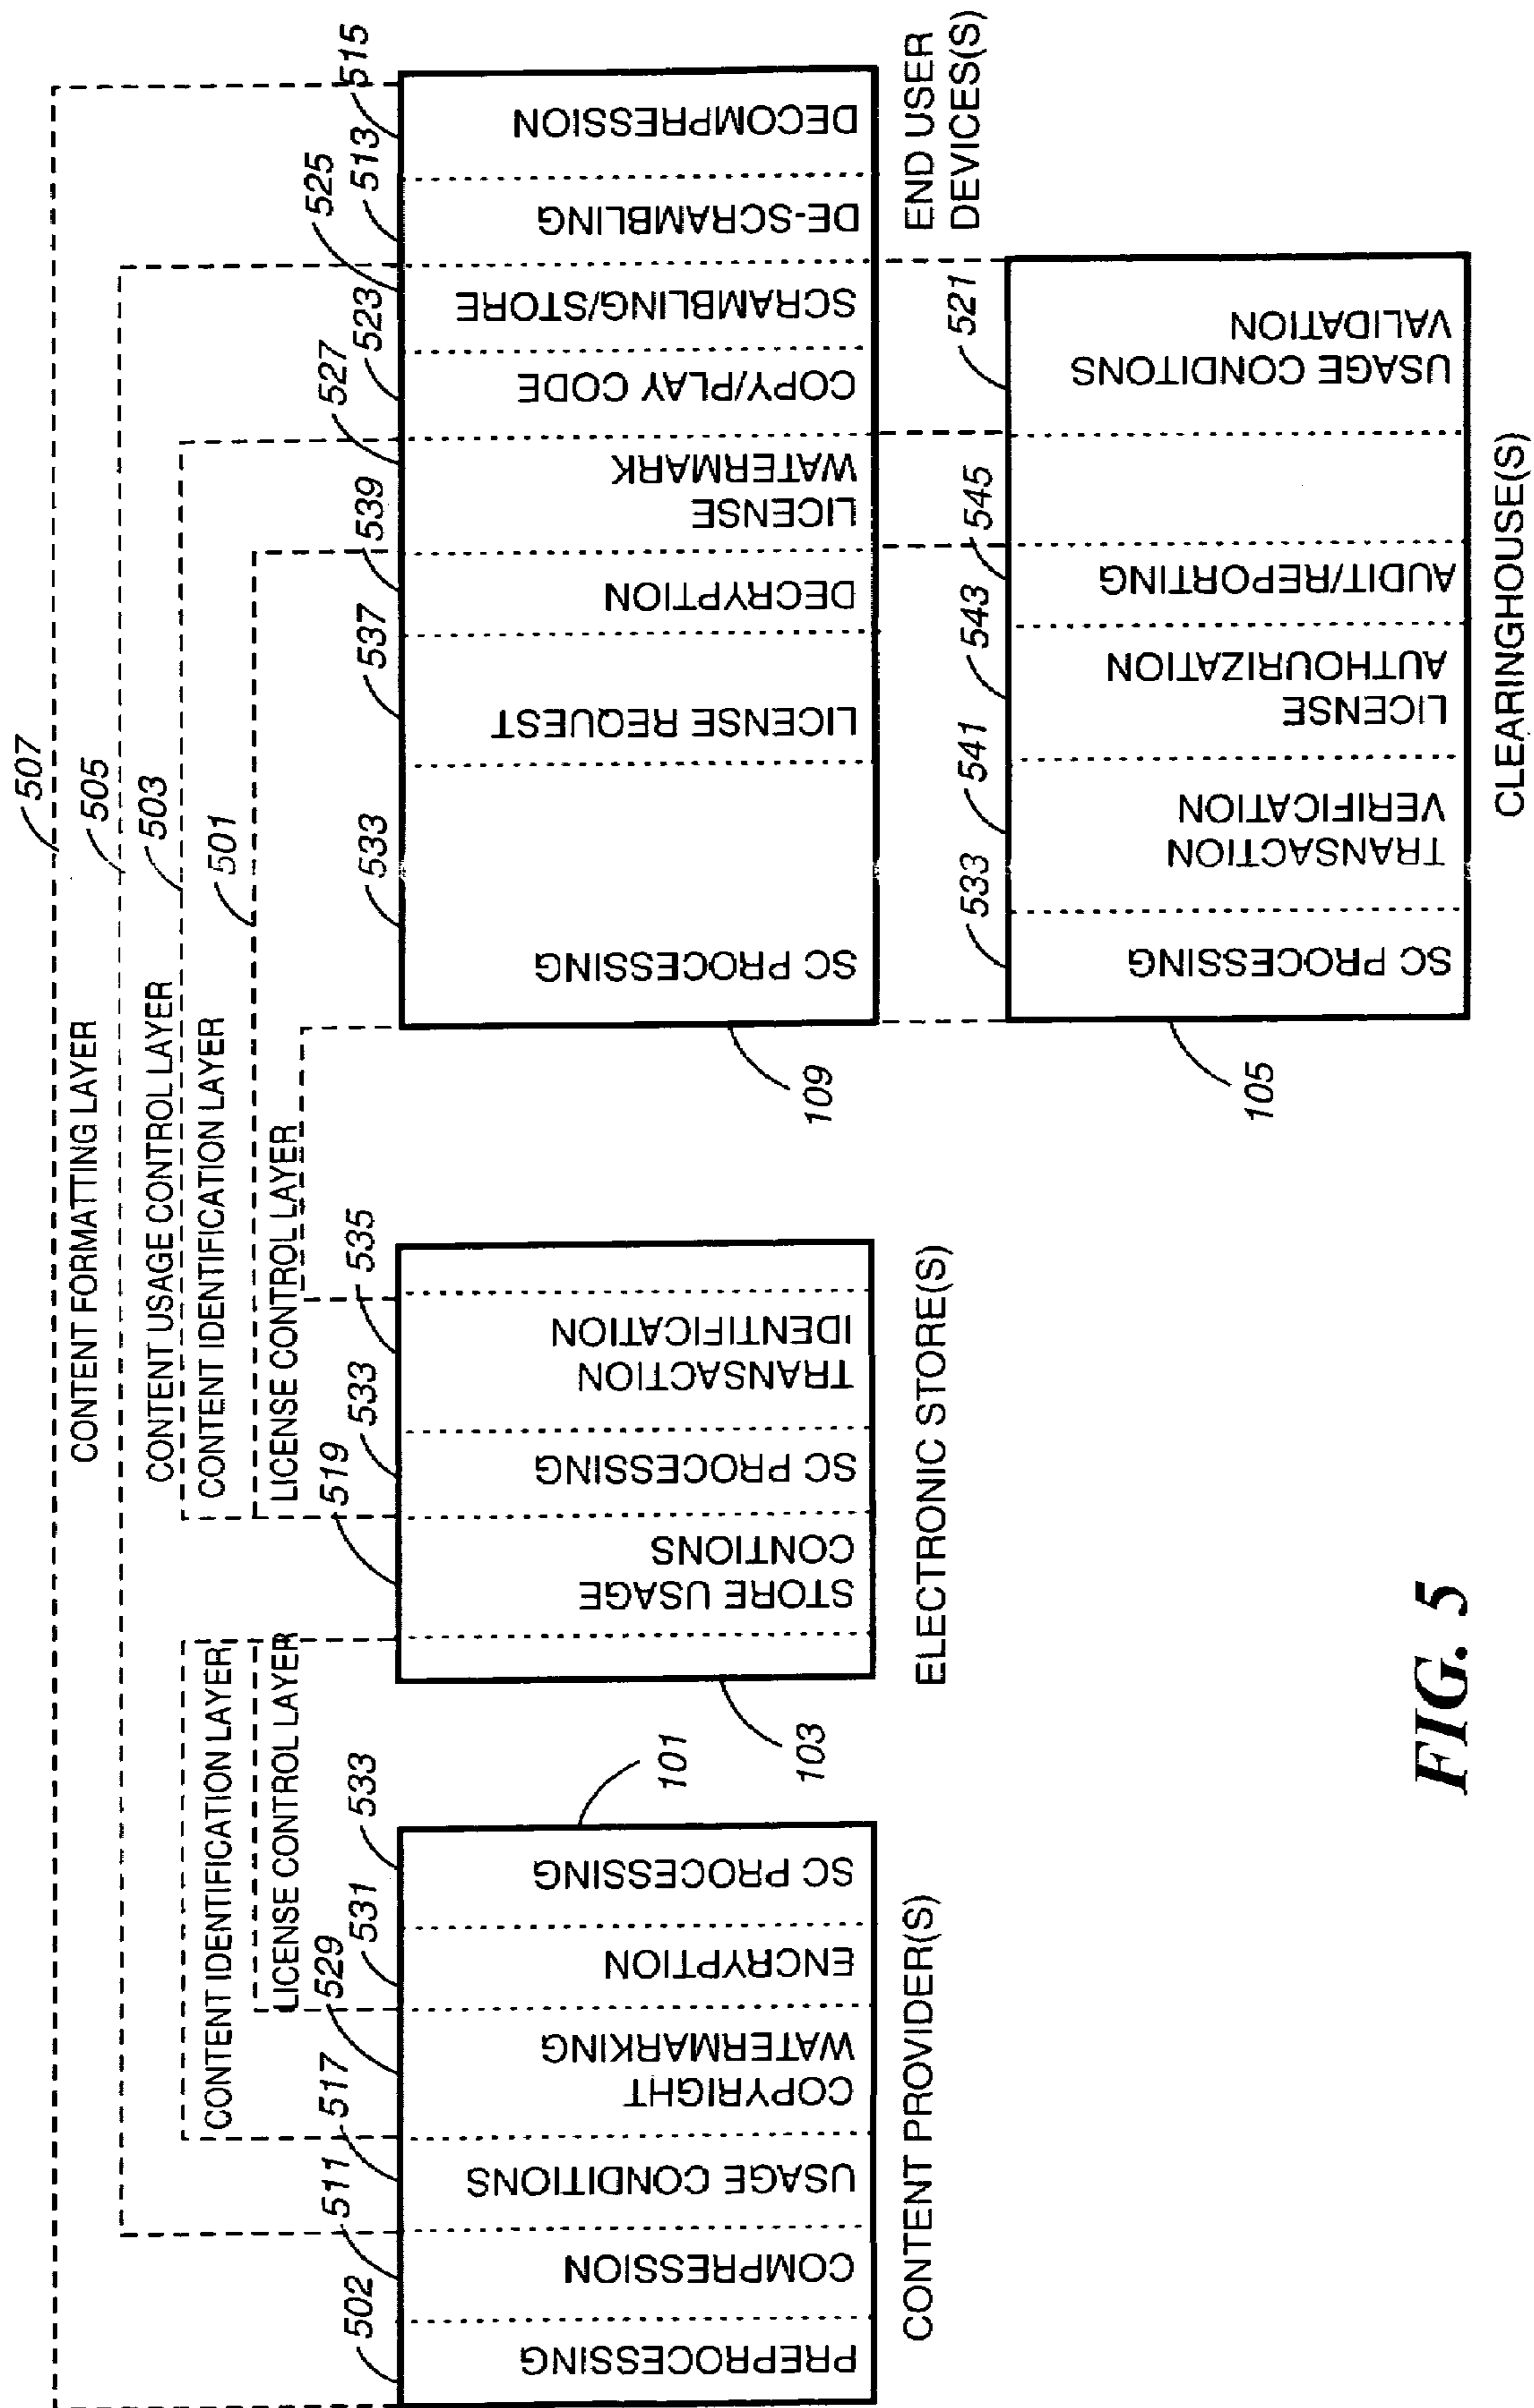 507
CONTENT FORMATTING LAYER
505
CONTENT USAGE CONTROL LAYER
503
CONTENT IDENTIFICATION LAYER
CONTENT IDENTIFICATION LAYER
501
LICENSE CONTROL LAYER
LICENSE CONTROL LAYER
502
511
517
529
531
533
PREPROCESSING
COMPRESSION
USAGE CONDITIONS
COPYRIGHT
WATERMARKING
ENCRYPTION
SC PROCESSING
101
CONTENT PROVIDER(S)
519
533
535
STORE USAGE
CONTIONS
SC PROCESSING
TRANSACTION
IDENTIFICATION
103
ELECTRONIC STORE(S)
533
537
539
527
523
525
513
515
SC PROCESSING
LICENSE REQUEST
DECRYPTION
LICENSE
WATERMARK
COPY/PLAY CODE
SCRAMBLING/STORE
DE-SCRAMBLING
DECOMPRESSION
109
END USER
DEVICES(S)
533
541
543
545
521
SC PROCESSING
TRANSACTION
VERIFICATION
LICENSE
AUTHOURIZATION
AUDIT/REPORTING
USAGE CONDITONS
VALIDATION
105
CLEARINGHOUSE(S)
FIG. 5